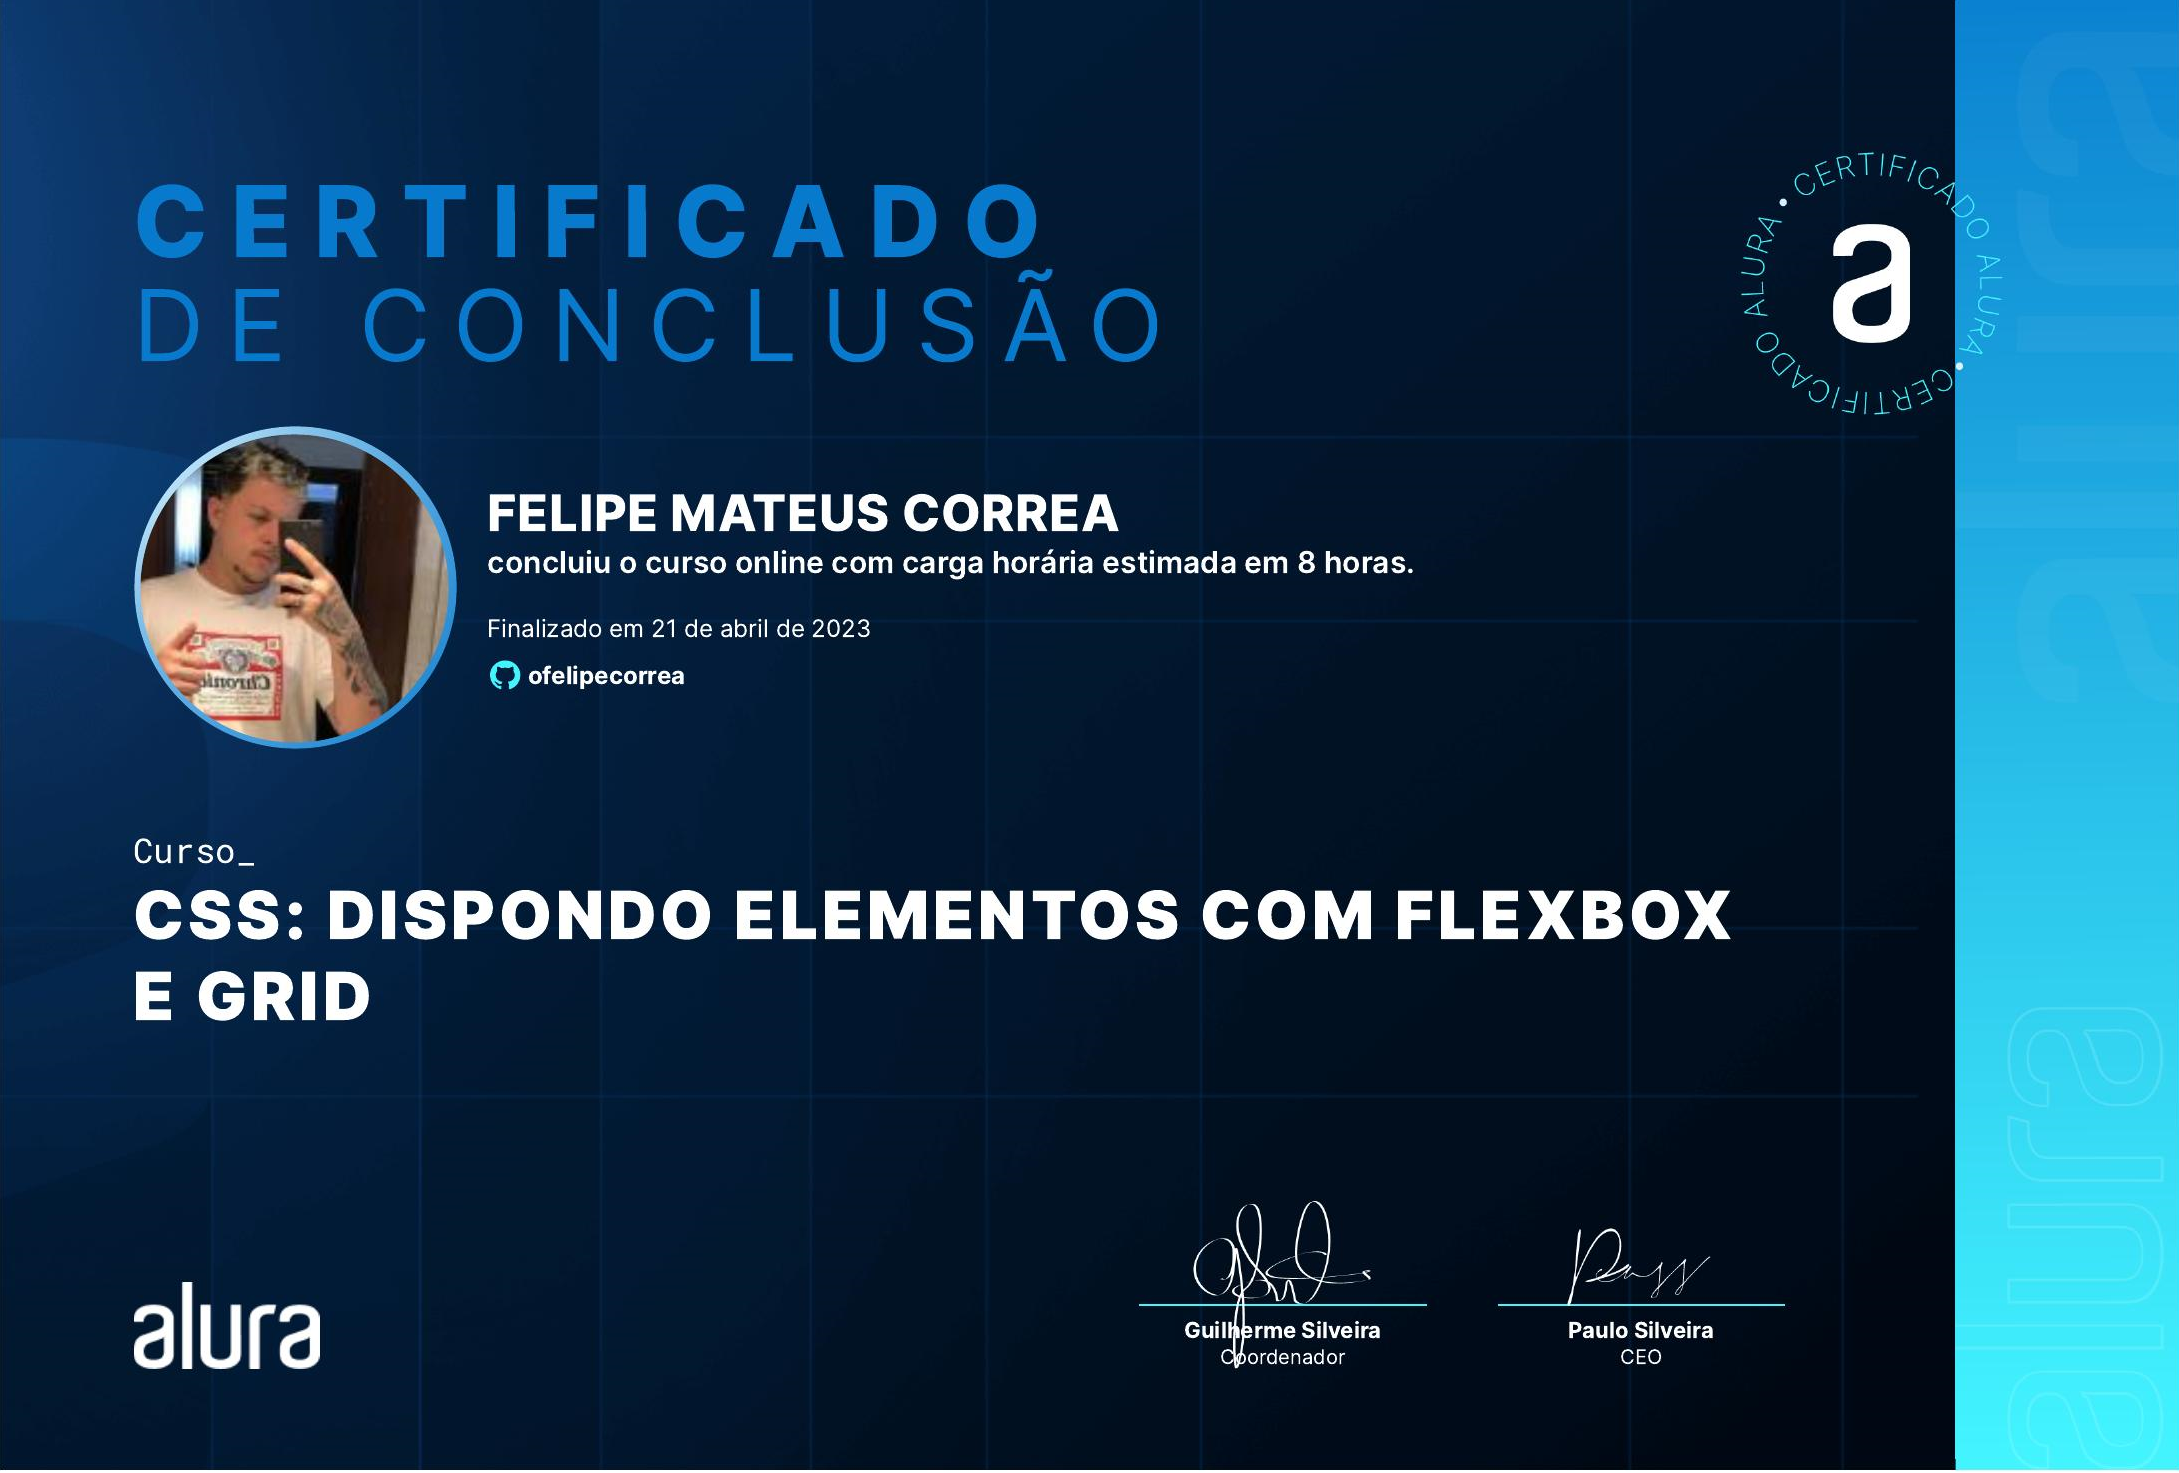 CERTIFICADO
DE CONCLUSÃO
CERTIFICADO ALURA • CERTIFICADO ALURA •
a
FELIPE MATEUS CORREA
concluiu o curso online com carga horária estimada em 8 horas.
Finalizado em 21 de abril de 2023
ofelipecorrea
Curso_
CSS: DISPONDO ELEMENTOS COM FLEXBOX
E GRID
alura
Guilherme Silveira
Coordenador
Paulo Silveira
CEO
alura
alura